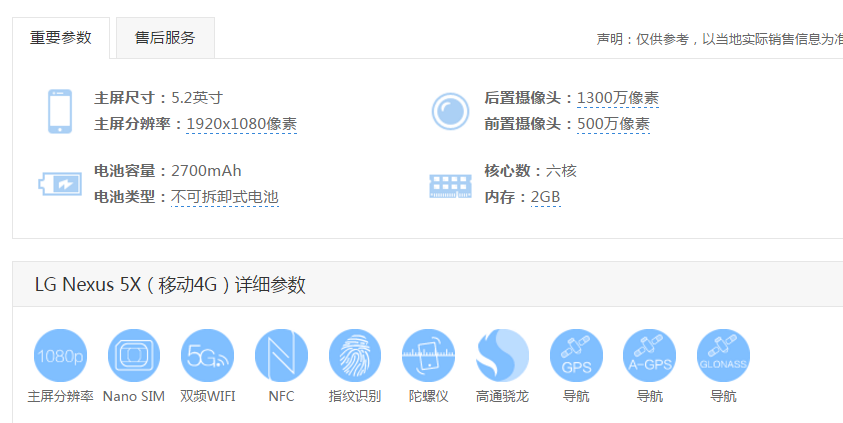 重要参数
售后服务
声明：仅供参考，以当地实际销售信息为准
主屏尺寸：5.2英寸
主屏分辨率：1920x1080像素
后置摄像头：1300万像素
前置摄像头：500万像素
电池容量：2700mAh
电池类型：不可拆卸式电池
核心数：六核
内存：2GB
LG Nexus 5X（移动4G）详细参数
1080p
5G
GPS
A-GPS
GLONASS
主屏分辨率
Nano SIM
双频WIFI
NFC
指纹识别
陀螺仪
高通骁龙
导航
导航
导航